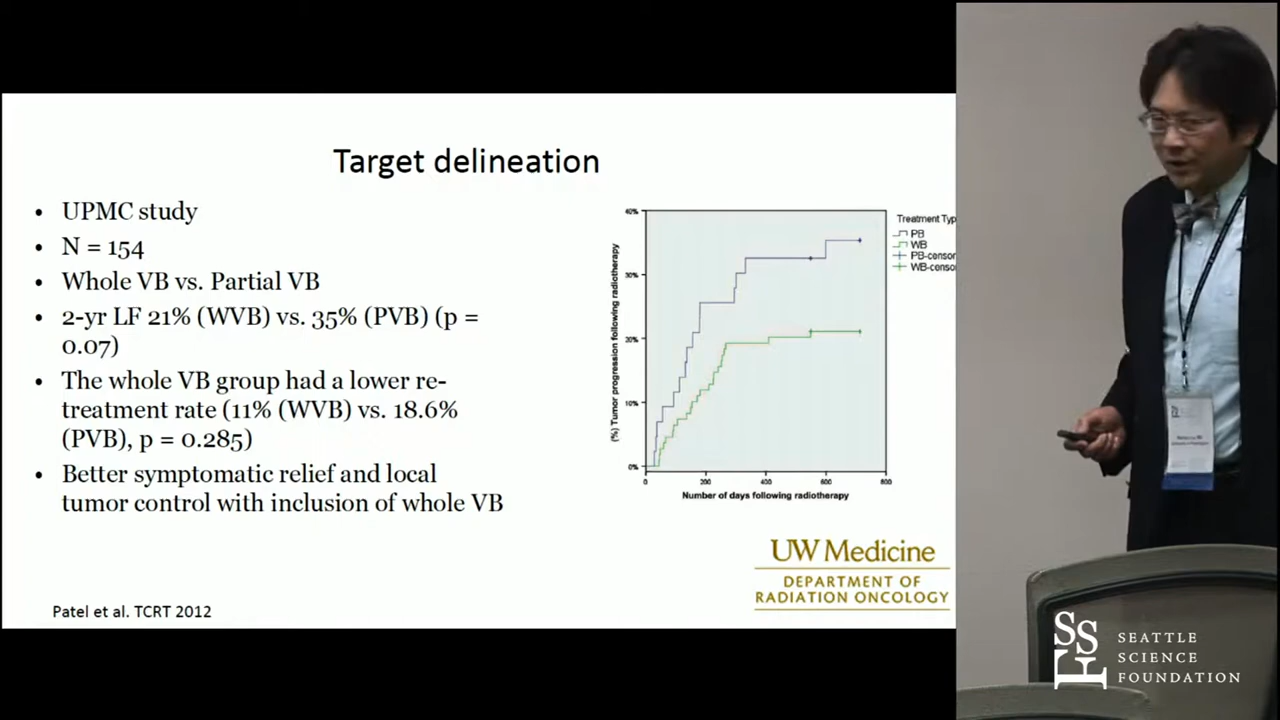 Target delineation
• UPMC study
• N = 154
• Whole VB vs. Partial VB
• 2-yr LF 21% (WVB) vs. 35% (PVB) (p =
0.07)
• The whole VB group had a lower re-
treatment rate (11% (WVB) vs. 18.6%
(PVB), p = 0.285)
• Better symptomatic relief and local
tumor control with inclusion of whole VB
Patel et al. TCRT 2012
(%) Tumor progression following radiotherapy
40%
30%
20%
10%
0%
0 200 400 600 800
Number of days following radiotherapy
Treatment Typ
PB
WB
PB-censor
WB-censo
UW Medicine
DEPARTMENT OF
RADIATION ONCOLOGY
SSF
SEATTLE
SCIENCE
FOUNDATION